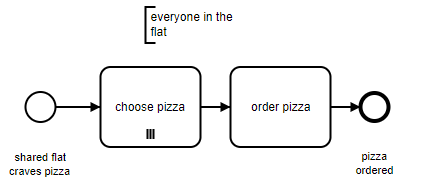 everyone in the
flat
choose pizza
order pizza
shared flat
craves pizza
pizza
ordered